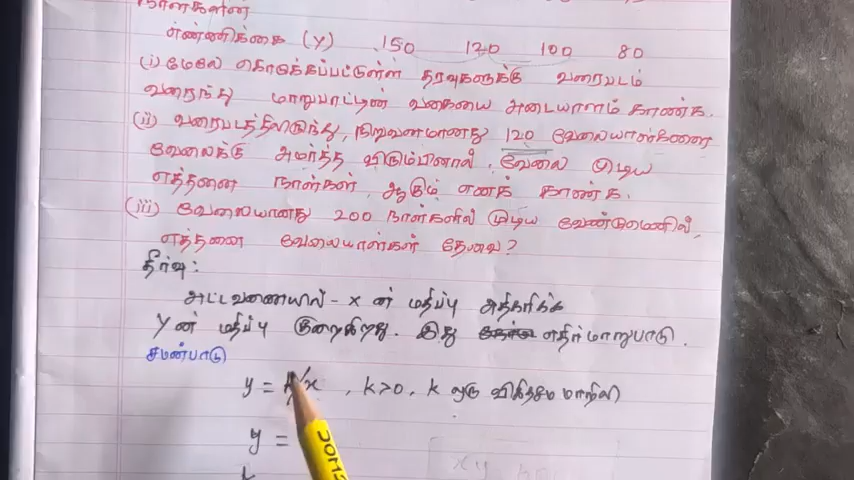 நாள்களின்
எண்ணிக்கை (y) 150 120 100 80
(i) மேலே கொடுக்கப்பட்டுள்ள தரவுகளுக்கு வரைபடம்
வரைந்து மாறுபாட்டின் வகையை அடையாளம் காண்க.
(ii) வரைபடத்திலிருந்து, நிறுவனமானது 120 வேலையாள்களை
வேலைக்கு அமர்த்த விரும்பினால், வேலை முடிய
எத்தனை நாள்கள் ஆகும் எனக் காண்க.
(iii) வேலையானது 200 நாள்களில் முடிய வேண்டுமெனில்,
எத்தனை வேலையாள்கள் தேவை?
தீர்வு:
அட்டவணையில் - x ன் மதிப்பு அதிகரிக்க
y ன் மதிப்பு குறைகிறது. இது எதிர்மாறுபாடு.
சமன்பாடு
y = k/x , k>0, k ஒரு விகிதசம மாறிலி
y =
xy